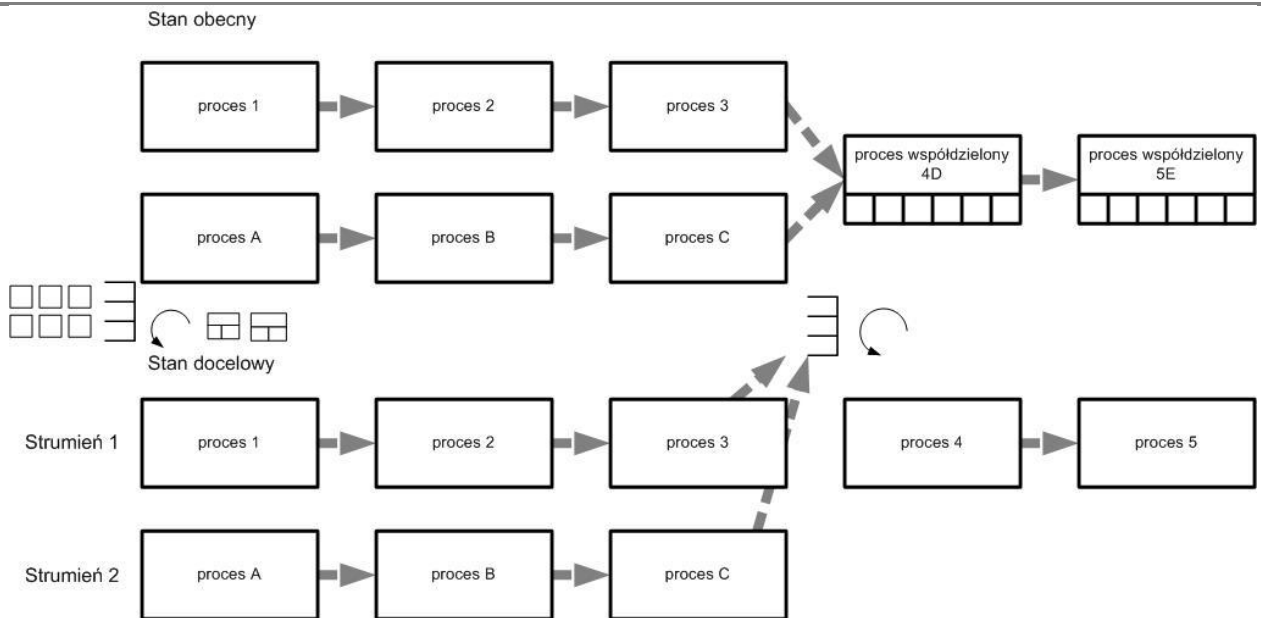 Stan obecny
proces 1
proces 2
proces 3
proces współdzielony
4D
proces współdzielony
5E
proces A
proces B
proces C
Stan docelowy
Strumień 1
proces 1
proces 2
proces 3
proces 4
proces 5
Strumień 2
proces A
proces B
proces C